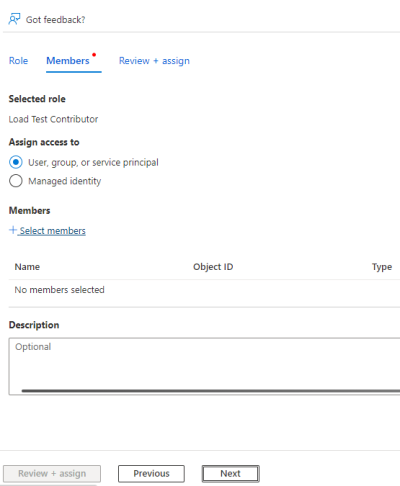 Got feedback?
Role Members Review + assign
Selected role
Load Test Contributor
Assign access to
User, group, or service principal
Managed identity
Members
+ Select members
Name Object ID Type
No members selected
Description
Optional
Review + assign Previous Next